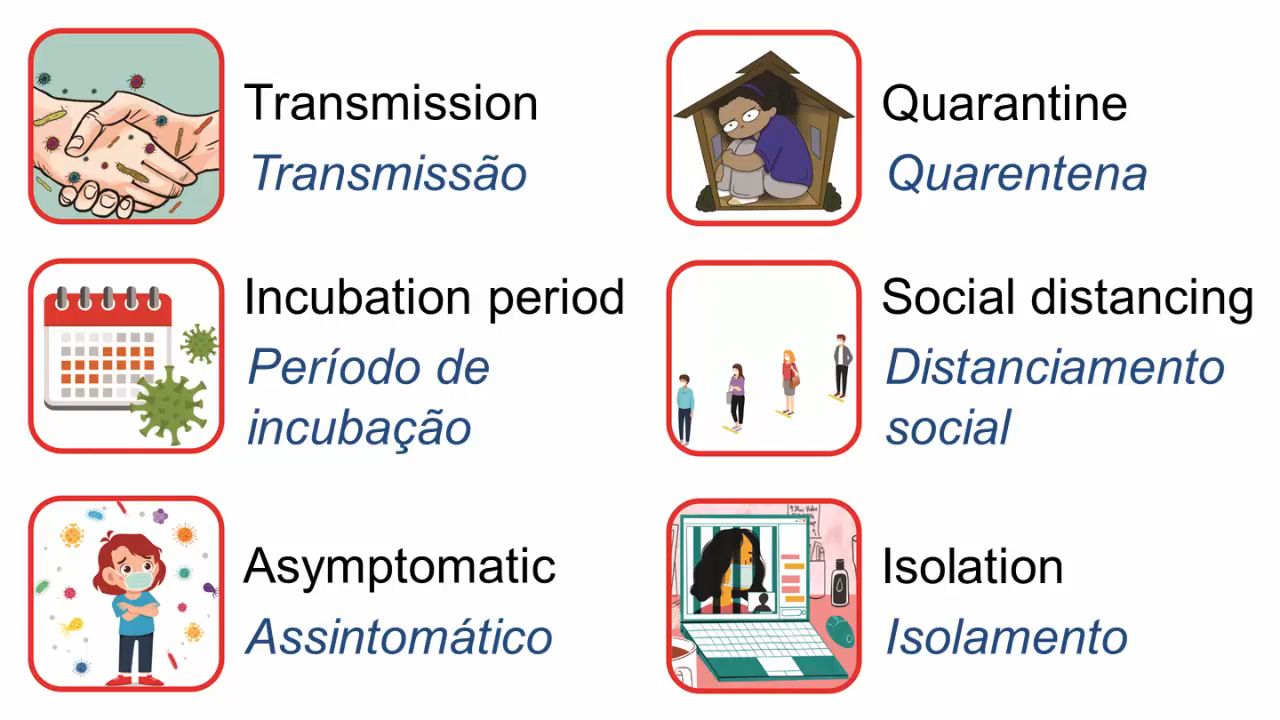 Transmission
Transmissão
Incubation period
Período de
incubação
Asymptomatic
Assintomático
Quarantine
Quarentena
Social distancing
Distanciamento
social
Isolation
Isolamento